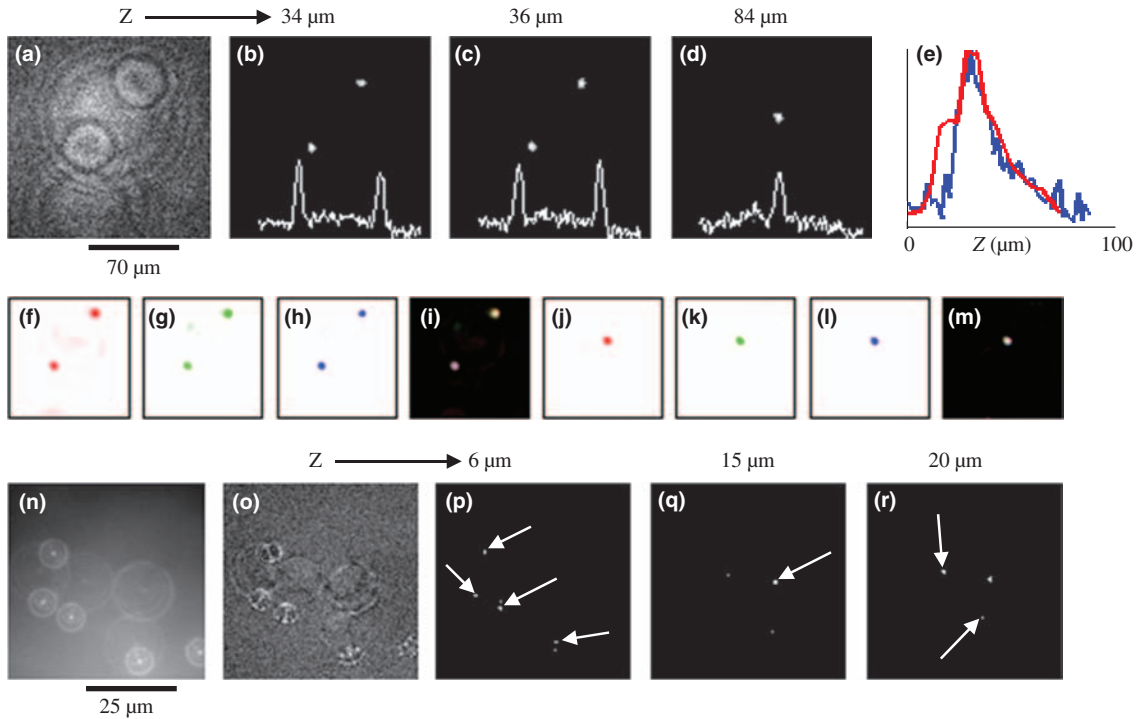 Z 34 µm 36 µm 84 µm
(a) (b) (c) (d) (e)
0 Z (µm) 100
70 µm
(f) (g) (h) (i) (j) (k) (l) (m)
Z 6 µm 15 µm 20 µm
(n) (o) (p) (q) (r)
25 µm